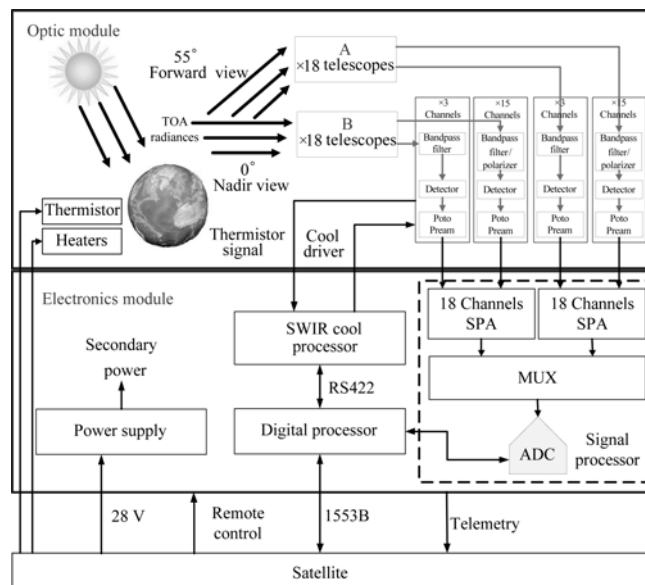 Optic module
55°
Forward view
A
×18 telescopes
TOA
radiances
B
×18 telescopes
0°
Nadir view
×3
Channels
×15
Channels
×3
Channels
×15
Channels
Bandpass
filter
Bandpass
filter/
polarizer
Bandpass
filter
Bandpass
filter/
polarizer
Detector
Detector
Detector
Detector
Poto
Pream
Poto
Pream
Poto
Pream
Poto
Pream
Thermistor
Heaters
Thermistor
signal
Cool
driver
Electronics module
Secondary
power
Power supply
SWIR cool
processor
RS422
Digital processor
18 Channels
SPA
18 Channels
SPA
MUX
ADC
Signal
processor
28 V
Remote
control
1553B
Telemetry
Satellite